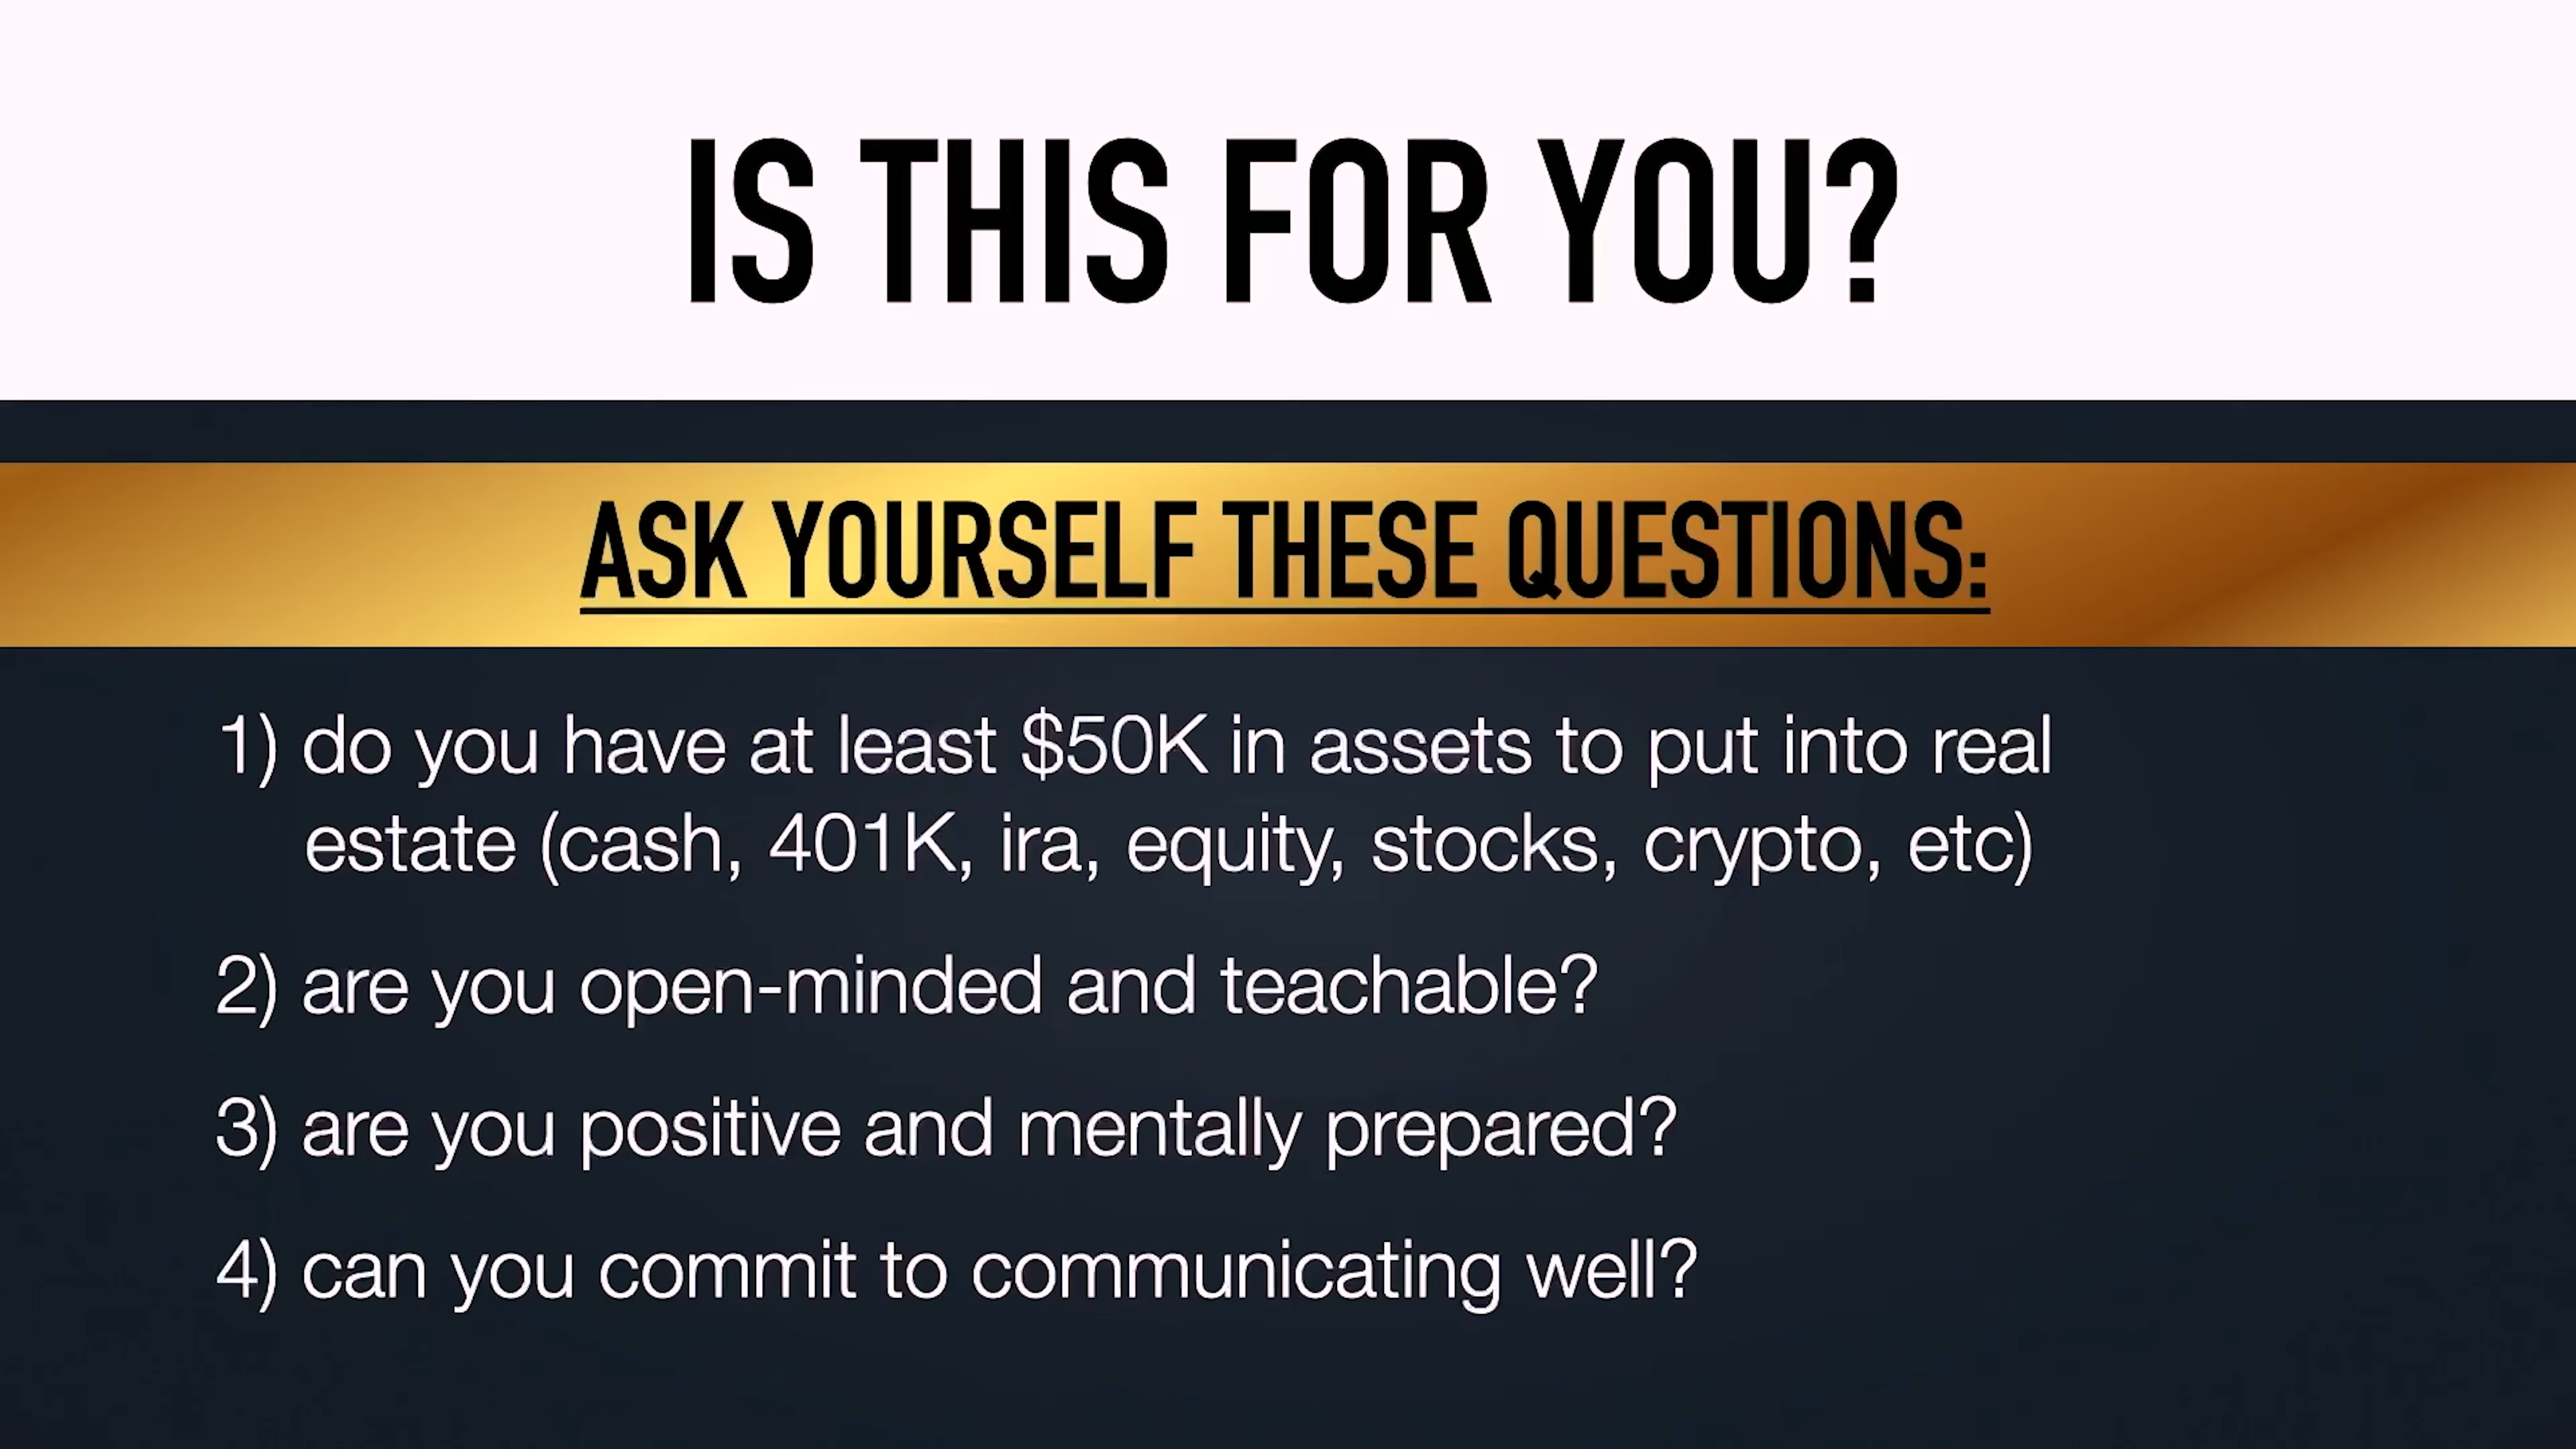 IS THIS FOR YOU?
ASK YOURSELF THESE QUESTIONS:
1) do you have at least $50K in assets to put into real
estate (cash, 401K, ira, equity, stocks, crypto, etc)
2) are you open-minded and teachable?
3) are you positive and mentally prepared?
4) can you commit to communicating well?